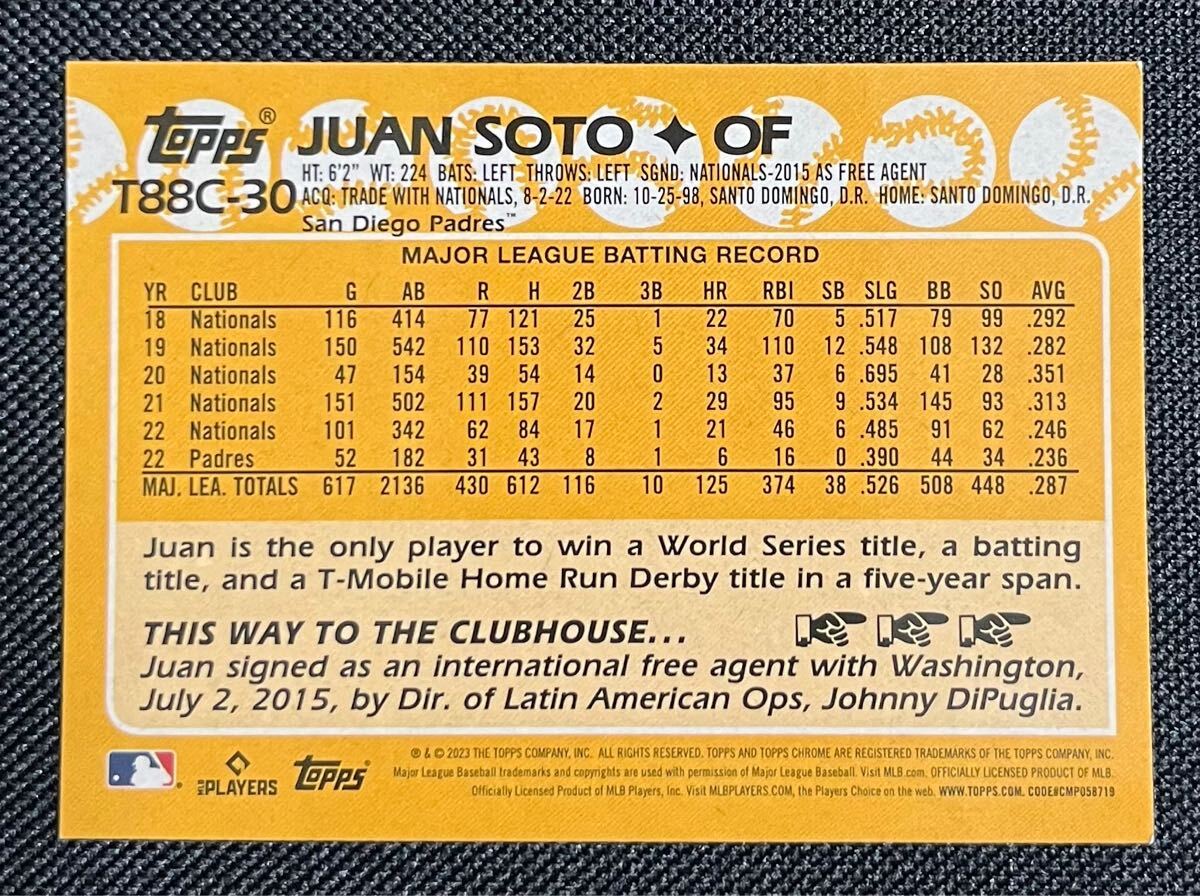 Topps® JUAN SOTO ✦ OF
T88C-30
HT: 6'2" WT: 224 BATS: LEFT THROWS: LEFT SGND: NATIONALS-2015 AS FREE AGENT
ACQ: TRADE WITH NATIONALS, 8-2-22 BORN: 10-25-98, SANTO DOMINGO, D.R. HOME: SANTO DOMINGO, D.R.
San Diego Padres™
MAJOR LEAGUE BATTING RECORD
YR CLUB G AB R H 2B 3B HR RBI SB SLG BB SO AVG
18 Nationals 116 414 77 121 25 1 22 70 5 .517 79 99 .292
19 Nationals 150 542 110 153 32 5 34 110 12 .548 108 132 .282
20 Nationals 47 154 39 54 14 0 13 37 6 .695 41 28 .351
21 Nationals 151 502 111 157 20 2 29 95 9 .534 145 93 .313
22 Nationals 101 342 62 84 17 1 21 46 6 .485 91 62 .246
22 Padres 52 182 31 43 8 1 6 16 0 .390 44 34 .236
MAJ. LEA. TOTALS 617 2136 430 612 116 10 125 374 38 .526 508 448 .287
Juan is the only player to win a World Series title, a batting
title, and a T-Mobile Home Run Derby title in a five-year span.
THIS WAY TO THE CLUBHOUSE...
Juan signed as an international free agent with Washington,
July 2, 2015, by Dir. of Latin American Ops, Johnny DiPuglia.
MLB PLAYERS Topps
® & © 2023 THE TOPPS COMPANY, INC. ALL RIGHTS RESERVED. TOPPS AND TOPPS CHROME ARE REGISTERED TRADEMARKS OF THE TOPPS COMPANY, INC.
Major League Baseball trademarks and copyrights are used with permission of Major League Baseball. Visit MLB.com. OFFICIALLY LICENSED PRODUCT OF MLB.
Officially Licensed Product of MLB Players, Inc. Visit MLBPLAYERS.COM, the Players Choice on the web. WWW.TOPPS.COM. CODE#CMP058719